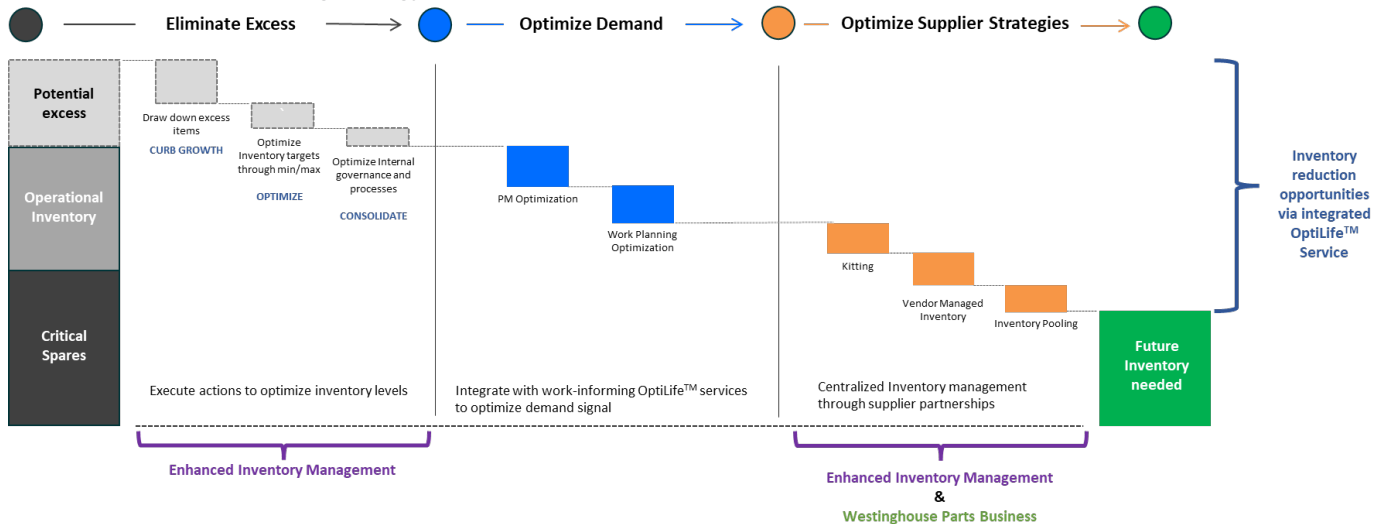 Eliminate Excess
Optimize Demand
Optimize Supplier Strategies
Potential
excess
Operational
Inventory
Critical
Spares
Draw down excess
items
CURB GROWTH
Optimize
Inventory targets
through min/max
OPTIMIZE
Optimize Internal
governance and
processes
CONSOLIDATE
Execute actions to optimize inventory levels
Enhanced Inventory Management
PM Optimization
Work Planning
Optimization
Integrate with work-informing OptiLife™ services
to optimize demand signal
Kitting
Vendor Managed
Inventory
Inventory Pooling
Centralized Inventory management
through supplier partnerships
Enhanced Inventory Management
&
Westinghouse Parts Business
Future
Inventory
needed
Inventory
reduction
opportunities
via integrated
OptiLife™
Service